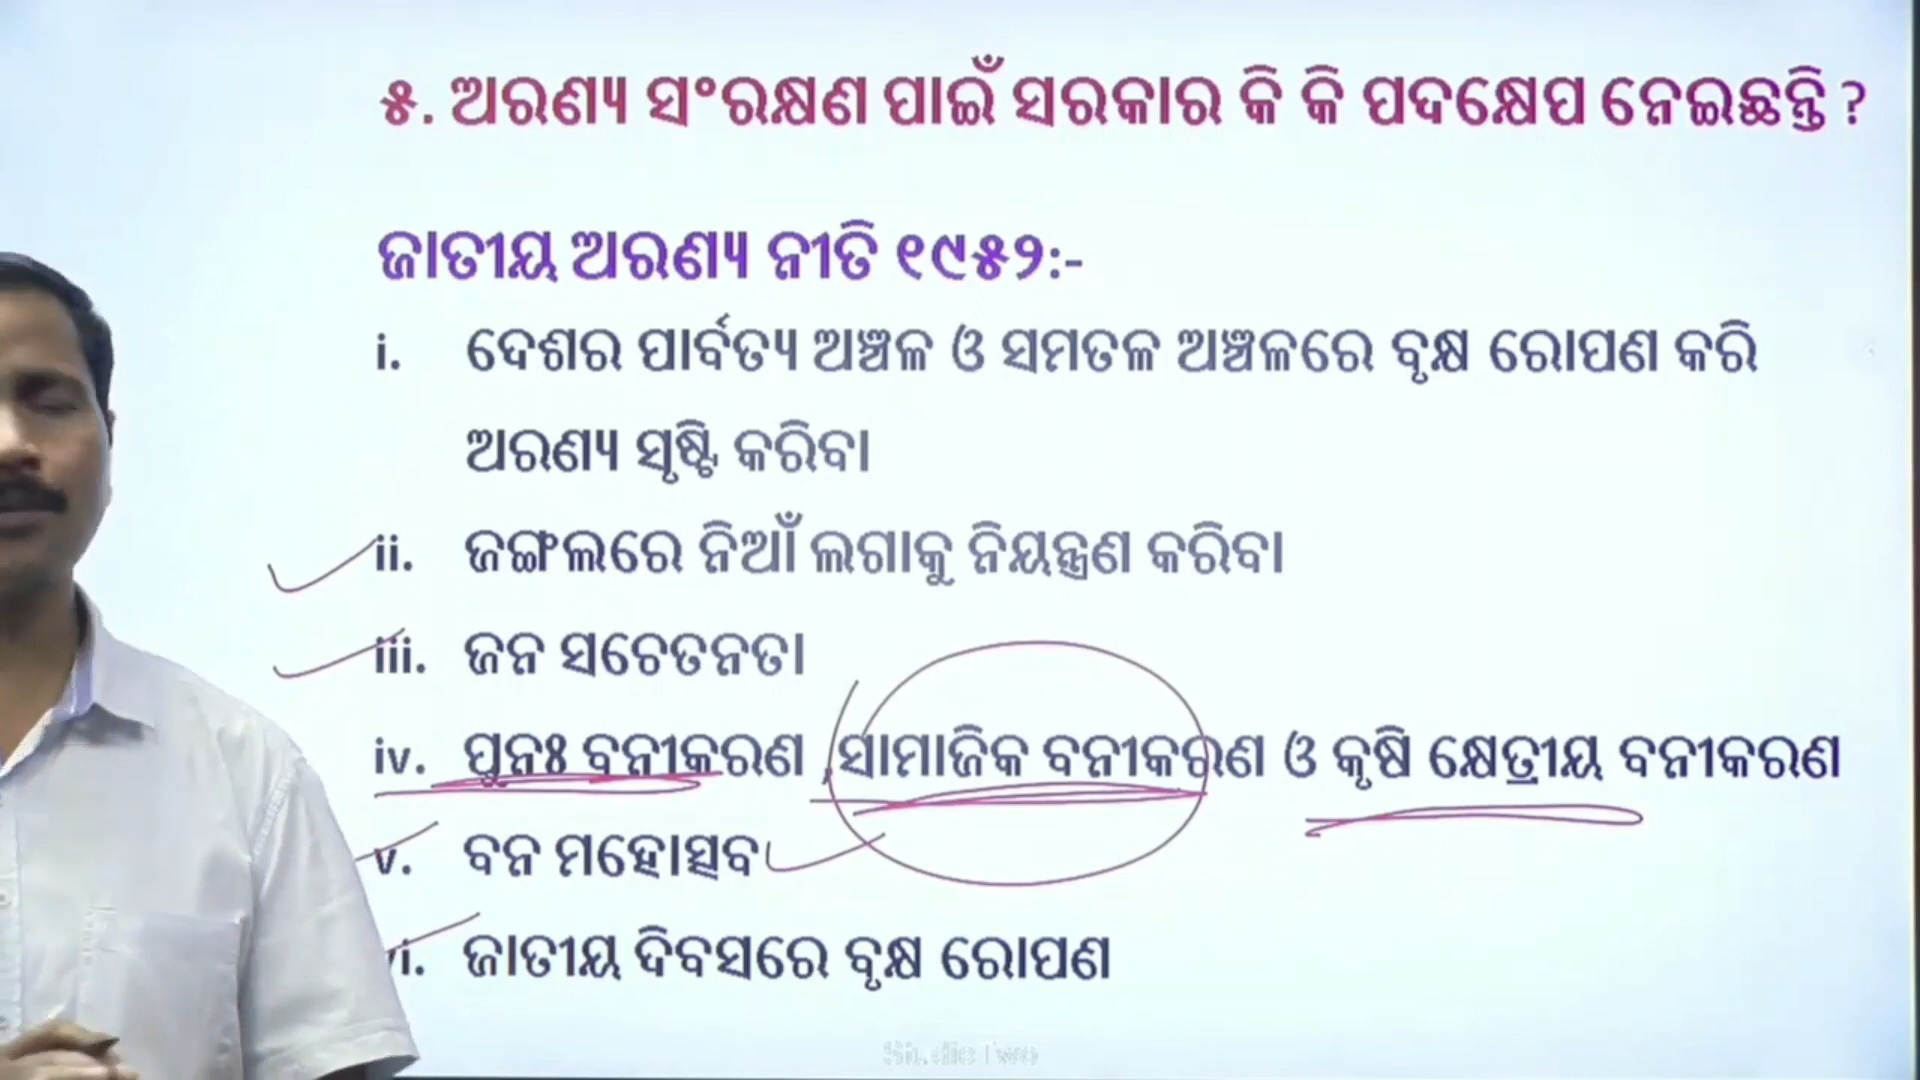 ୫. ଅରଣ୍ୟ ସଂରକ୍ଷଣ ପାଇଁ ସରକାର କି କି ପଦକ୍ଷେପ ନେଇଛନ୍ତି ?
ଜାତୀୟ ଅରଣ୍ୟ ନୀତି ୧୯୫୨:-
i. ଦେଶର ପାର୍ବତ୍ୟ ଅଞ୍ଚଳ ଓ ସମତଳ ଅଞ୍ଚଳରେ ବୃକ୍ଷ ରୋପଣ କରି
ଅରଣ୍ୟ ସୃଷ୍ଟି କରିବା
ii. ଜଙ୍ଗଲରେ ନିଆଁ ଲଗାକୁ ନିୟନ୍ତ୍ରଣ କରିବା
iii. ଜନ ସଚେତନତା
iv. ପୁନଃ ବନୀକରଣ , ସାମାଜିକ ବନୀକରଣ ଓ କୃଷି କ୍ଷେତ୍ରୀୟ ବନୀକରଣ
v. ବନ ମହୋତ୍ସବ
vi. ଜାତୀୟ ଦିବସରେ ବୃକ୍ଷ ରୋପଣ